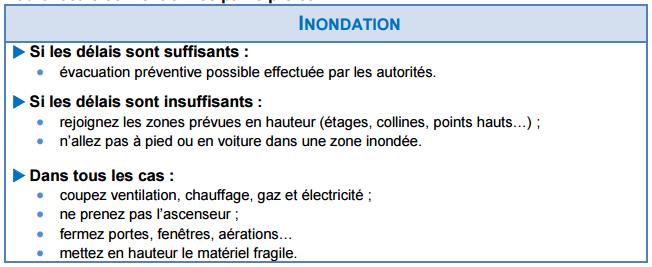 INONDATION
Si les délais sont suffisants :
• évacuation préventive possible effectuée par les autorités.
Si les délais sont insuffisants :
• rejoignez les zones prévues en hauteur (étages, collines, points hauts…) ;
• n’allez pas à pied ou en voiture dans une zone inondée.
Dans tous les cas :
• coupez ventilation, chauffage, gaz et électricité ;
• ne prenez pas l’ascenseur ;
• fermez portes, fenêtres, aérations…
• mettez en hauteur le matériel fragile.